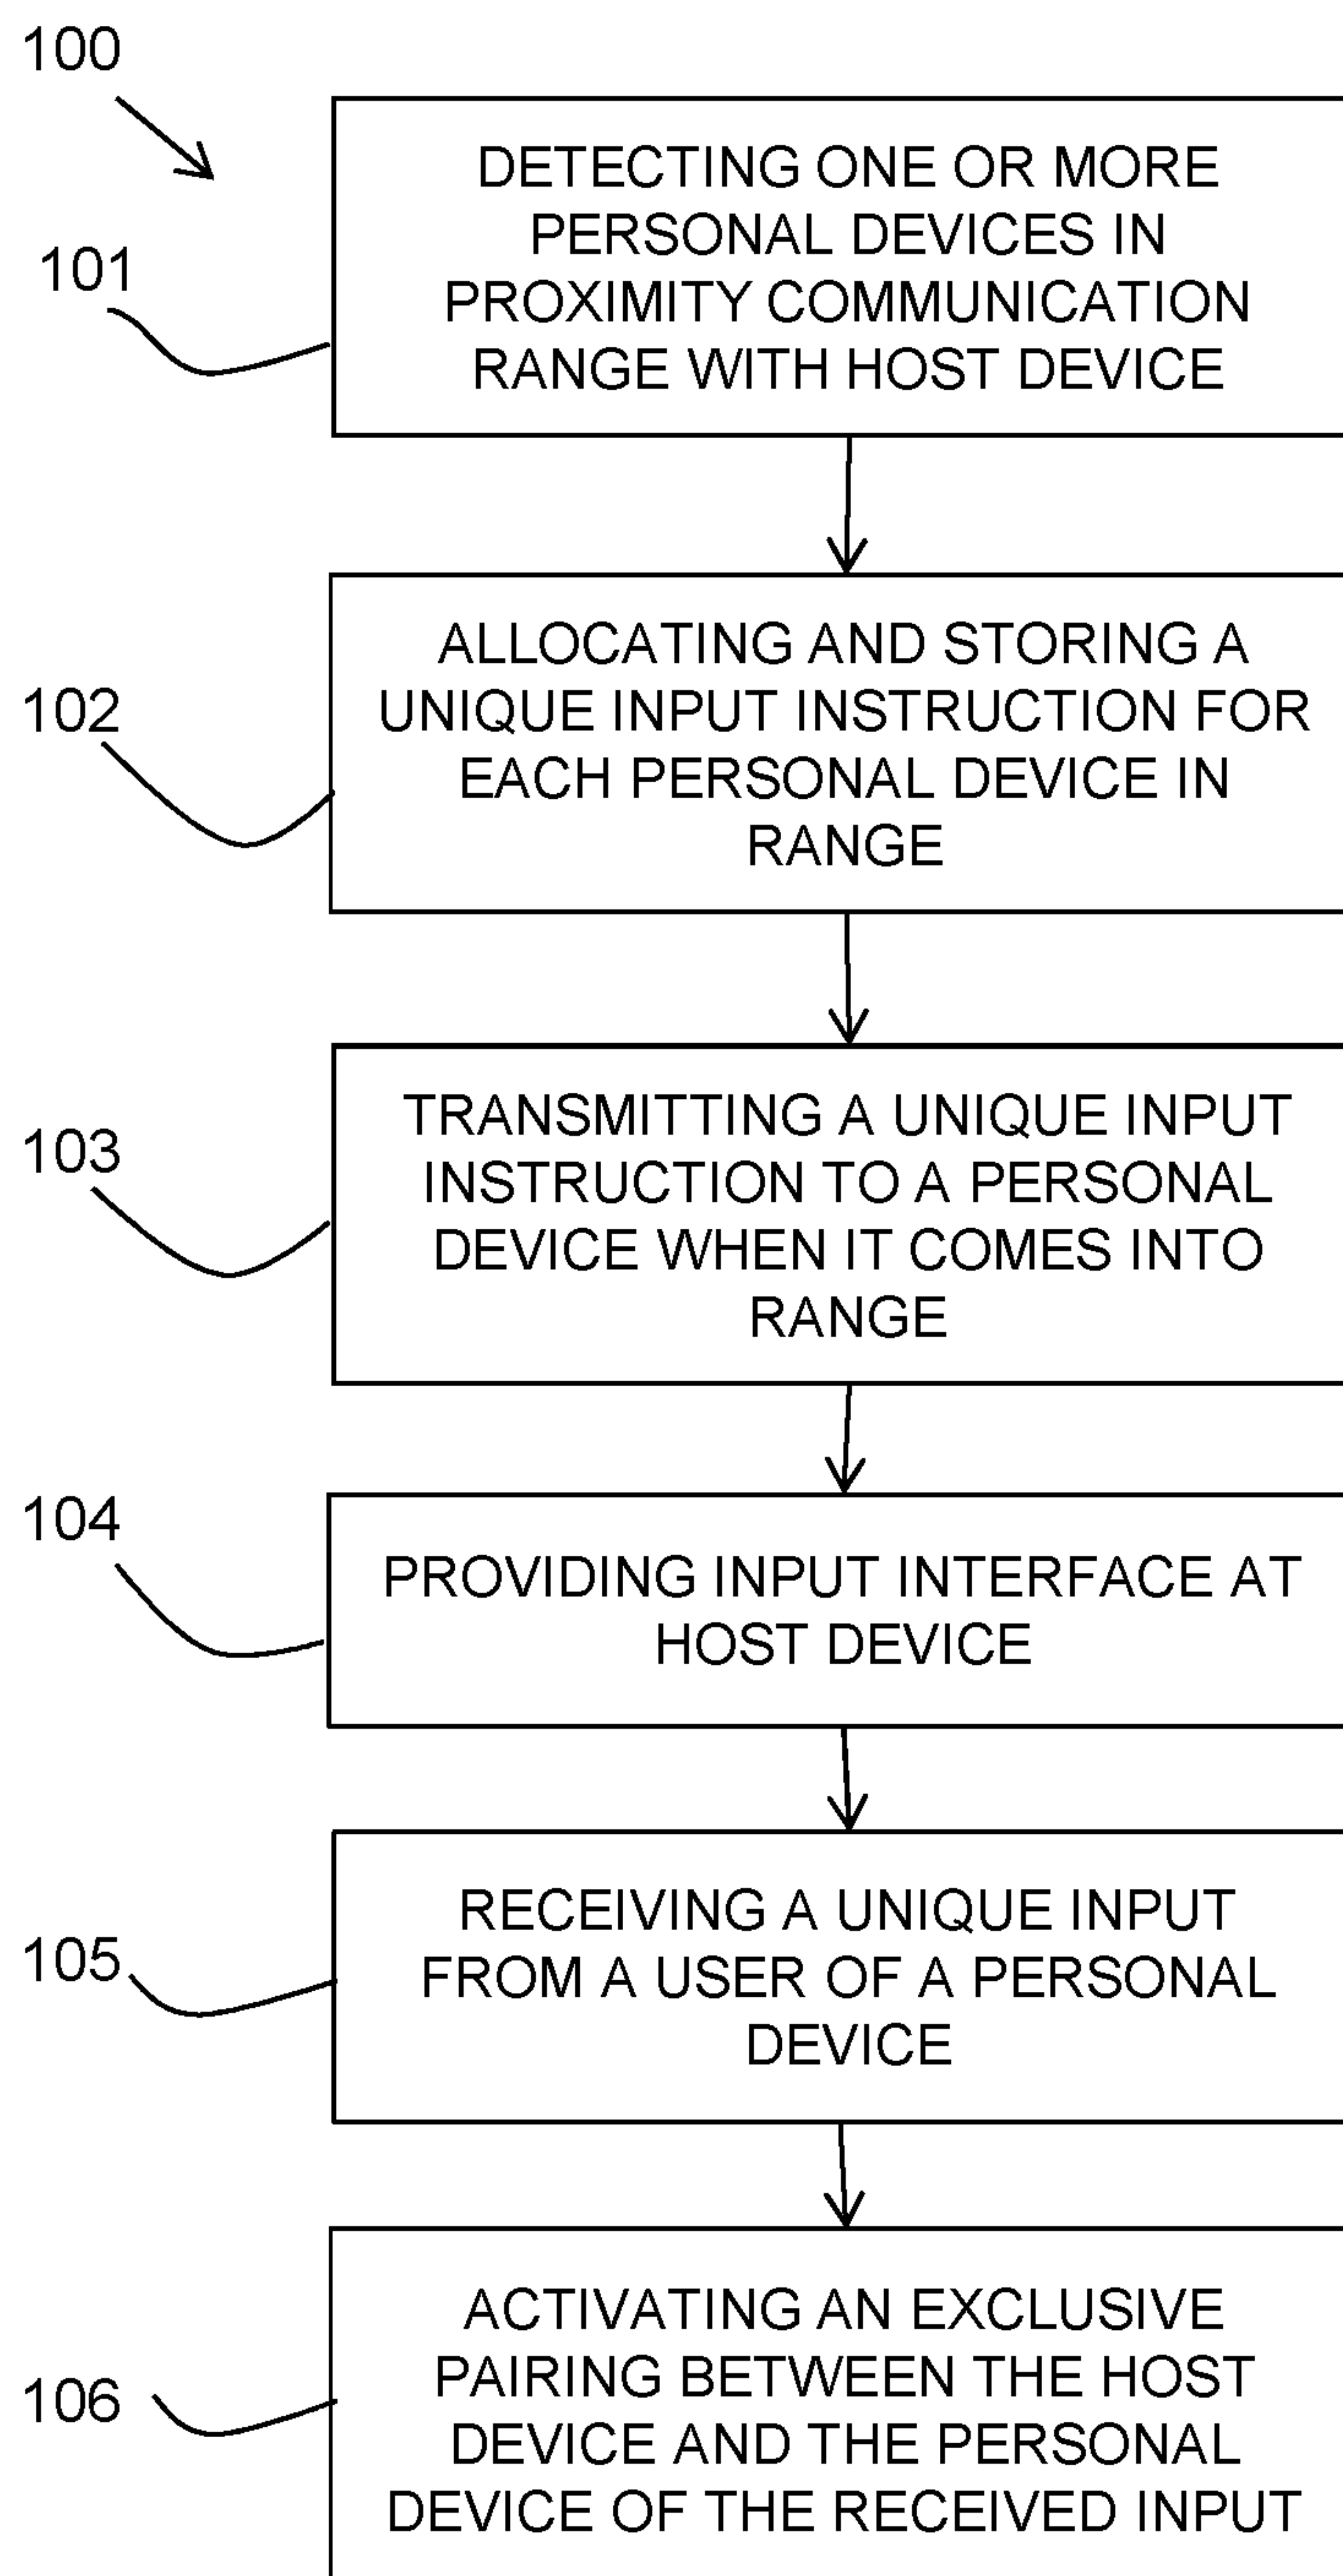 100
101
DETECTING ONE OR MORE
PERSONAL DEVICES IN
PROXIMITY COMMUNICATION
RANGE WITH HOST DEVICE
102
ALLOCATING AND STORING A
UNIQUE INPUT INSTRUCTION FOR
EACH PERSONAL DEVICE IN
RANGE
103
TRANSMITTING A UNIQUE INPUT
INSTRUCTION TO A PERSONAL
DEVICE WHEN IT COMES INTO
RANGE
104
PROVIDING INPUT INTERFACE AT
HOST DEVICE
105
RECEIVING A UNIQUE INPUT
FROM A USER OF A PERSONAL
DEVICE
106
ACTIVATING AN EXCLUSIVE
PAIRING BETWEEN THE HOST
DEVICE AND THE PERSONAL
DEVICE OF THE RECEIVED INPUT